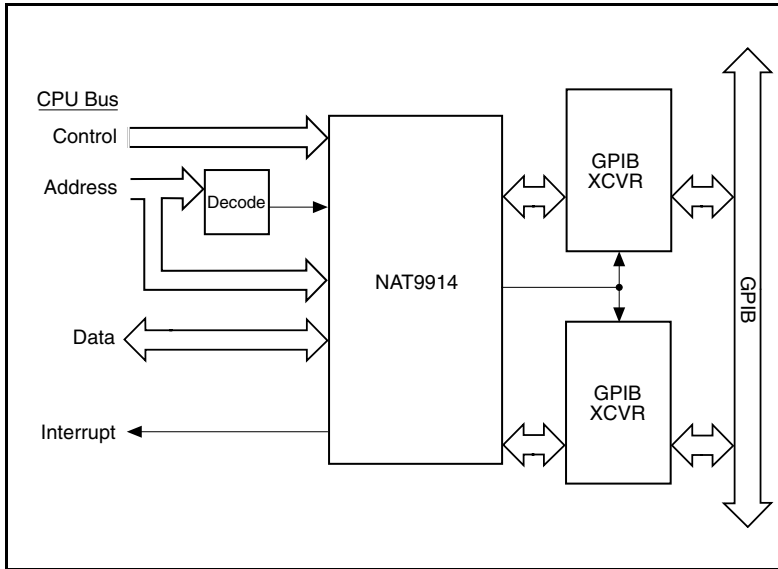 CPU Bus
Control
Address
Decode
Data
Interrupt
NAT9914
GPIB
XCVR
GPIB
XCVR
GPIB